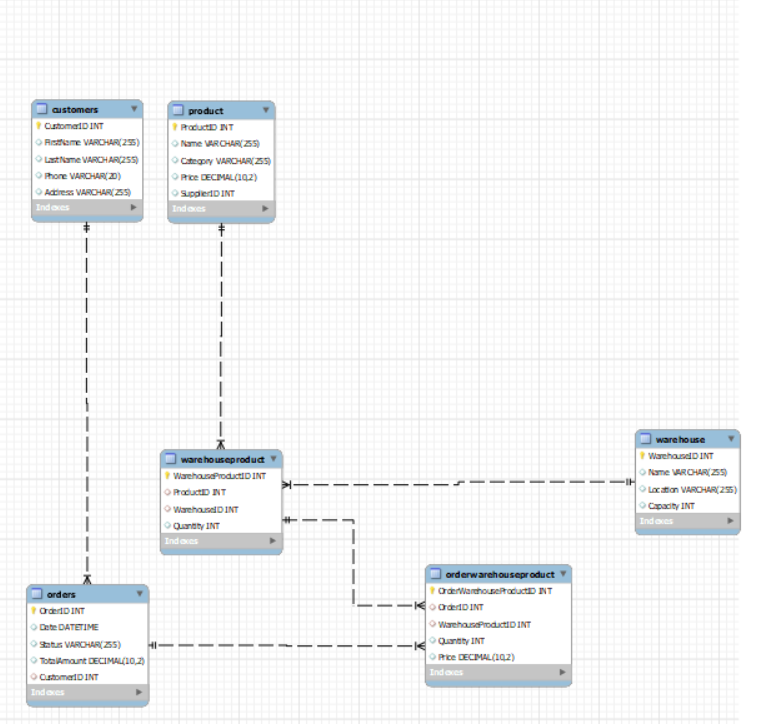 customers
CustomerID INT
FirstName VARCHAR(255)
LastName VARCHAR(255)
Phone VARCHAR(20)
Address VARCHAR(255)
Indexes
product
ProductID INT
Name VARCHAR(255)
Category VARCHAR(255)
Price DECIMAL(10,2)
SupplierID INT
Indexes
warehouseproduct
WarehouseProductID INT
ProductID INT
WarehouseID INT
Quantity INT
Indexes
warehouse
WarehouseID INT
Name VARCHAR(255)
Location VARCHAR(255)
Capacity INT
Indexes
orders
OrderID INT
Date DATETIME
Status VARCHAR(255)
TotalAmount DECIMAL(10,2)
CustomerID INT
Indexes
orderwarehouseproduct
OrderWarehouseProductID INT
OrderID INT
WarehouseProductID INT
Quantity INT
Price DECIMAL(10,2)
Indexes